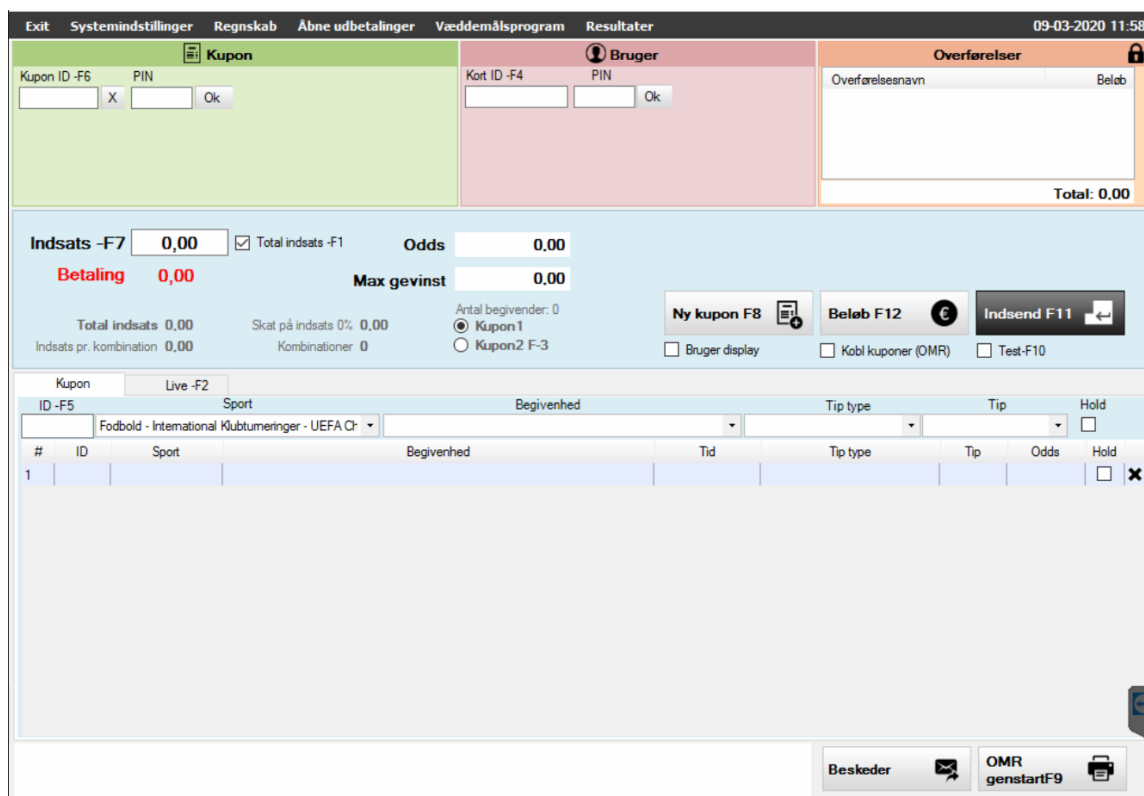 Exit Systemindstillinger Regnskab Åbne udbetalinger Væddemålsprogram Resultater 09-03-2020 11:58
Kupon Bruger Overførelser
Kupon ID -F6 PIN Kort ID -F4 PIN Overførelsesnavn Beløb
X Ok Ok
Total: 0,00
Indsats -F7 0,00 Total indsats -F1 Odds 0,00
Betaling 0,00 Max gevinst 0,00
Antal begivender: 0
Total indsats 0,00 Skat på indsats 0% 0,00 Kupon1 Ny kupon F8 Beløb F12 € Indsend F11
Indsats pr. kombination 0,00 Kombinationer 0 Kupon2 F-3 Bruger display Kobl kuponer (OMR) Test-F10
Kupon Live -F2
ID -F5 Sport Begivenhed Tip type Tip Hold
Fodbold - International Klubturneringer - UEFA Ch
# ID Sport Begivenhed Tid Tip type Tip Odds Hold
1
Beskeder OMR
genstartF9